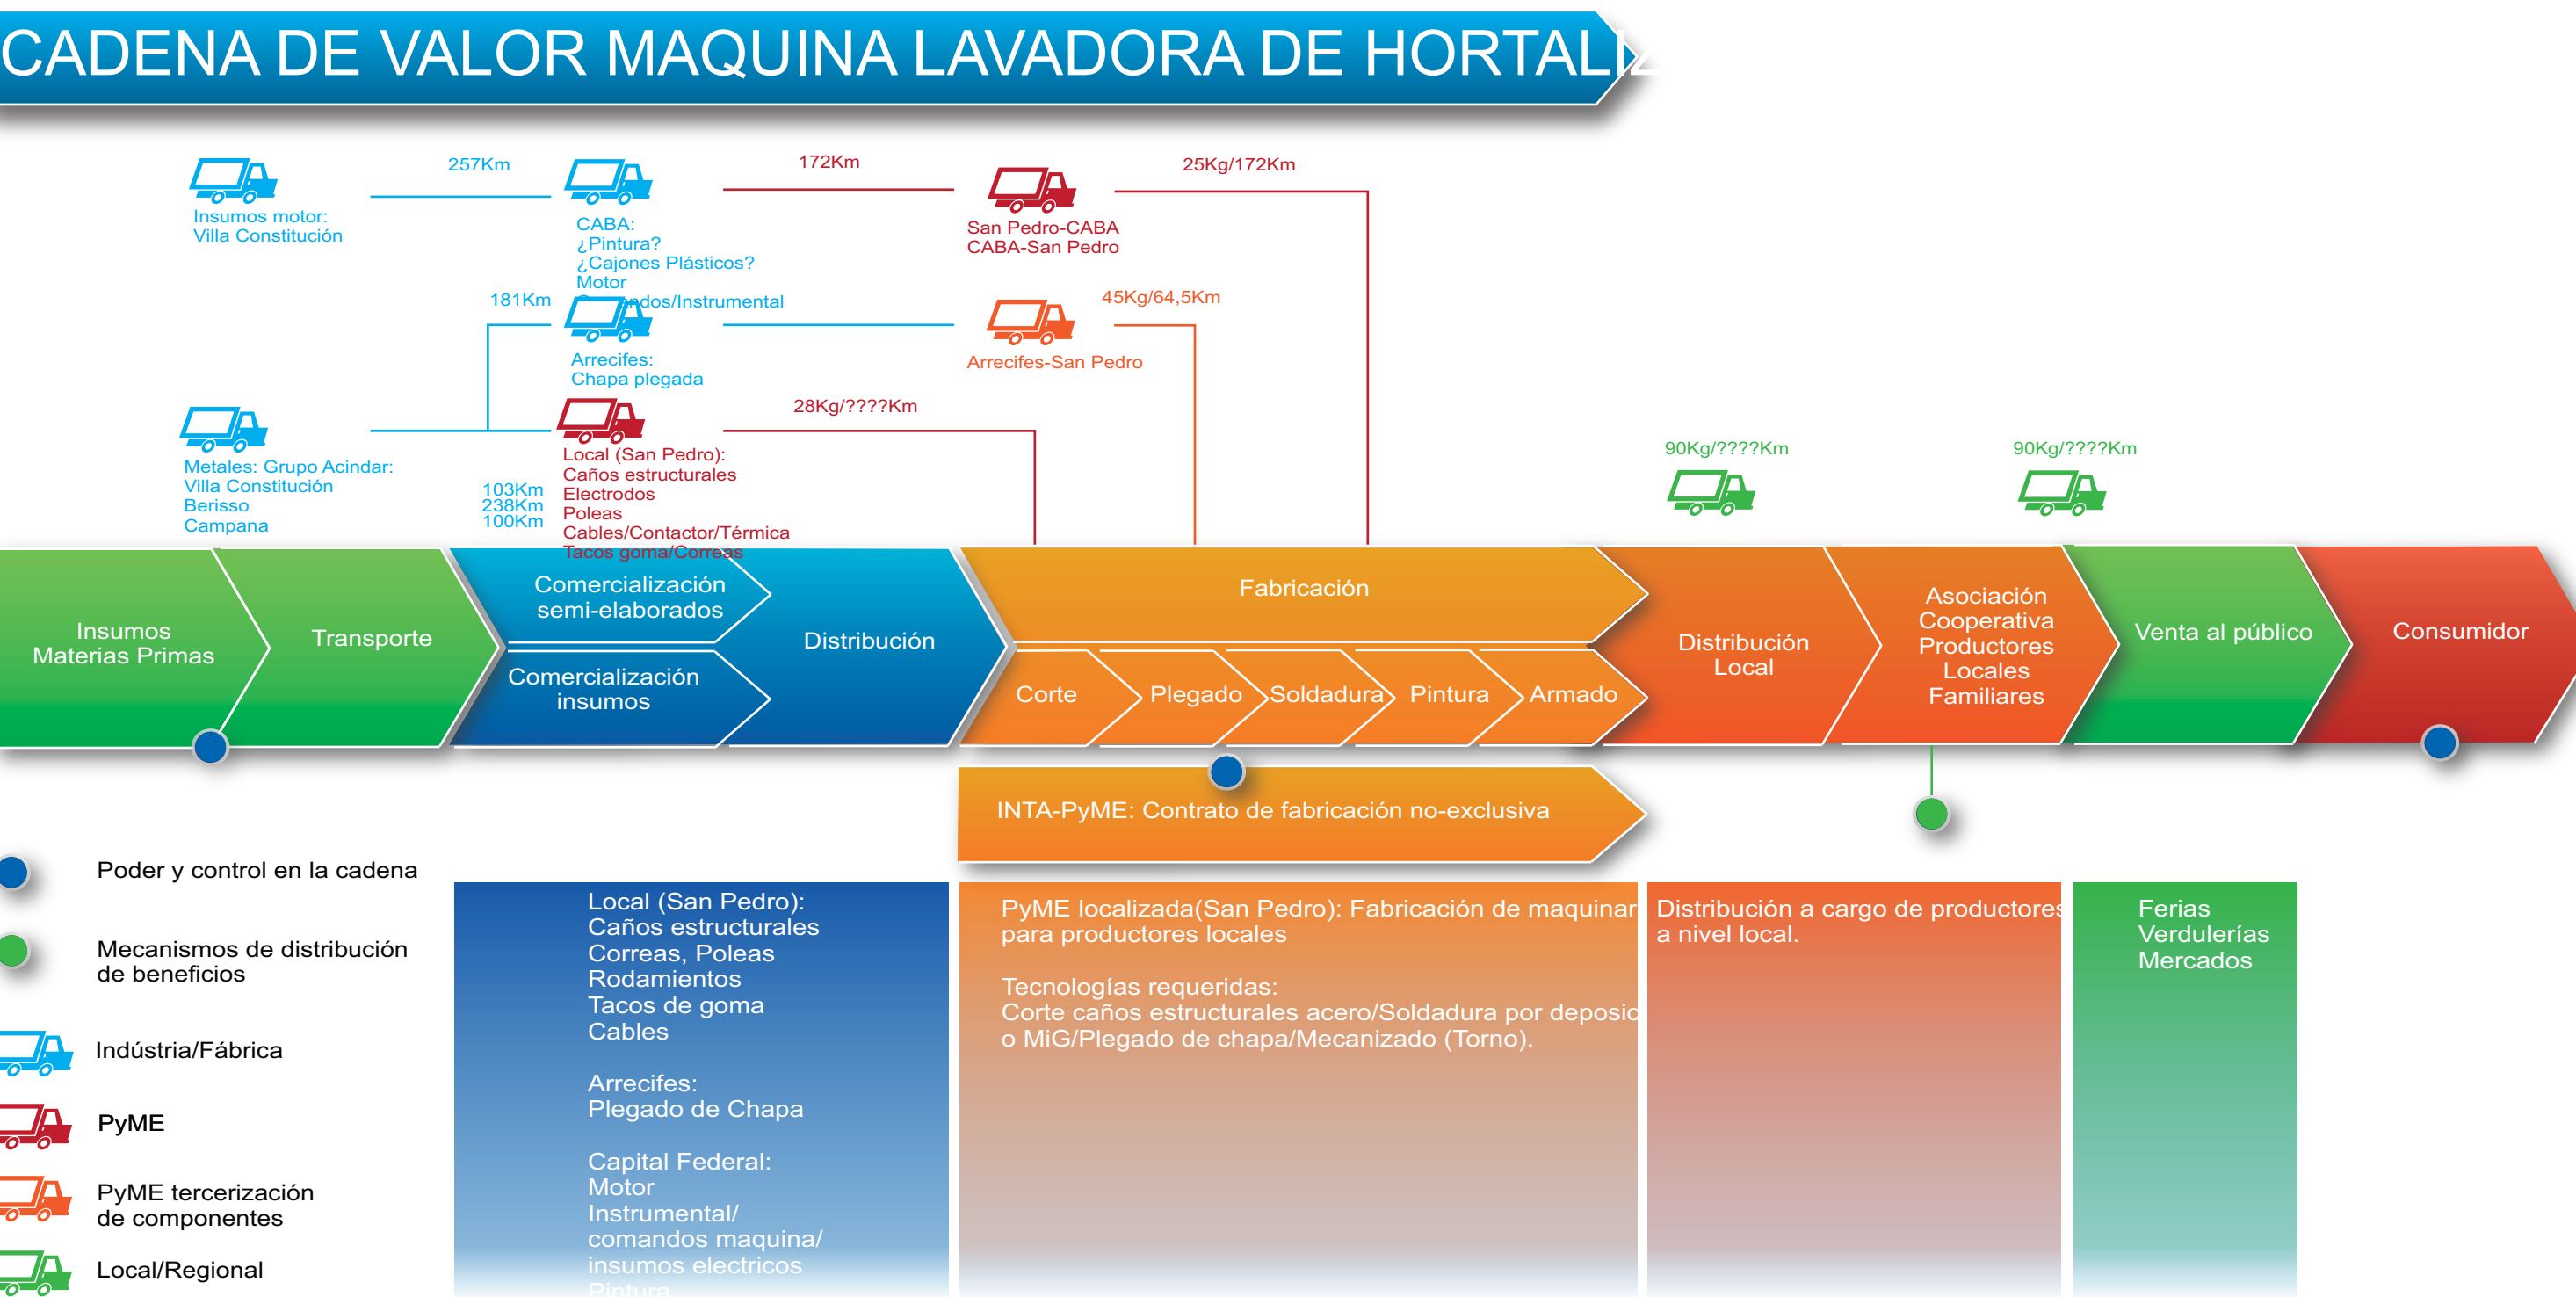 CADENA DE VALOR MAQUINA LAVADORA DE HORTALIZ
257Km
172Km
25Kg/172Km
Insumos motor:
Villa Constitución
CABA:
¿Pintura?
¿Cajones Plásticos?
Motor
San Pedro-CABA
CABA-San Pedro
181Km
45Kg/64,5Km
Arrecifes:
Chapa plegada
Arrecifes-San Pedro
28Kg/????Km
Metales: Grupo Acindar:
Villa Constitución
Berisso
Campana
103Km
238Km
100Km
Local (San Pedro):
Caños estructurales
Electrodos
Poleas
Cables/Contactor/Térmica
Tacos goma/Correas
90Kg/????Km
90Kg/????Km
Insumos
Materias Primas
Transporte
Comercialización
semi-elaborados
Comercialización
insumos
Distribución
Fabricación
Corte
Plegado
Soldadura
Pintura
Armado
Distribución
Local
Asociación
Cooperativa
Productores
Locales
Familiares
Venta al público
Consumidor
INTA-PyME: Contrato de fabricación no-exclusiva
Poder y control en la cadena
Mecanismos de distribución
de beneficios
Indústria/Fábrica
PyME
PyME tercerización
de componentes
Local/Regional
Local (San Pedro):
Caños estructurales
Correas, Poleas
Rodamientos
Tacos de goma
Cables
Arrecifes:
Plegado de Chapa
Capital Federal:
Motor
Instrumental/
comandos maquina/
insumos electricos
Pintura
PyME localizada(San Pedro): Fabricación de maquinar
para productores locales
Tecnologías requeridas:
Corte caños estructurales acero/Soldadura por deposic
o MiG/Plegado de chapa/Mecanizado (Torno).
Distribución a cargo de productores
a nivel local.
Ferias
Verdulerías
Mercados